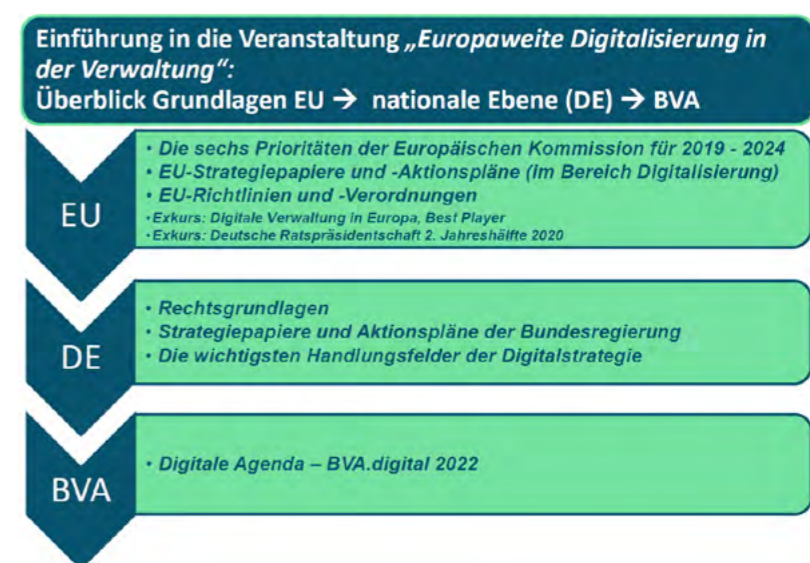 Einführung in die Veranstaltung „Europaweite Digitalisierung in
der Verwaltung“:
Überblick Grundlagen EU → nationale Ebene (DE) → BVA
EU
• Die sechs Prioritäten der Europäischen Kommission für 2019 - 2024
• EU-Strategiepapiere und -Aktionspläne (im Bereich Digitalisierung)
• EU-Richtlinien und -Verordnungen
• Exkurs: Digitale Verwaltung in Europa, Best Player
• Exkurs: Deutsche Ratspräsidentschaft 2. Jahreshälfte 2020
DE
• Rechtsgrundlagen
• Strategiepapiere und Aktionspläne der Bundesregierung
• Die wichtigsten Handlungsfelder der Digitalstrategie
BVA
• Digitale Agenda – BVA.digital 2022